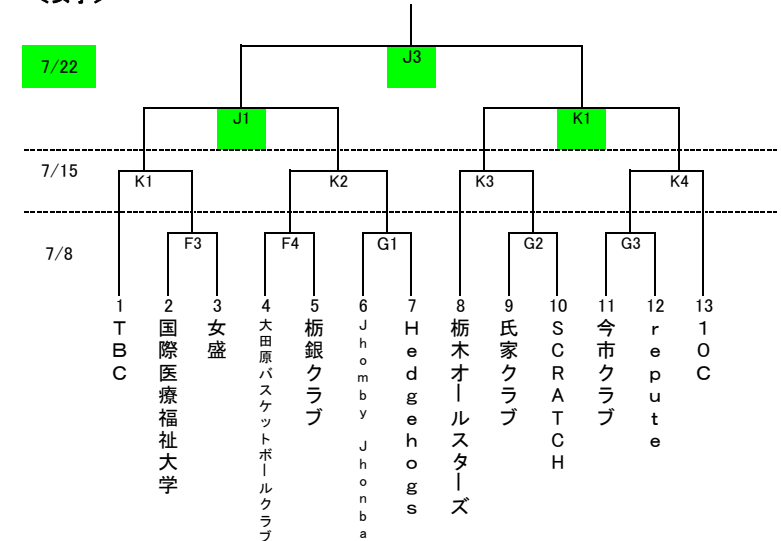 7/22
J3
J1
K1
7/15
K1
K2
K3
K4
7/8
F3
F4
G1
G2
G3
1
2
3
4
5
6
7
8
9
10
11
12
13
TBC
国際医療福祉大学
女盛
大田原バスケットボールクラブ
栃銀クラブ
Jhomby Jhonba
Hedgehogs
栃木オールスターズ
氏家クラブ
SCRATCH
今市クラブ
repute
10C